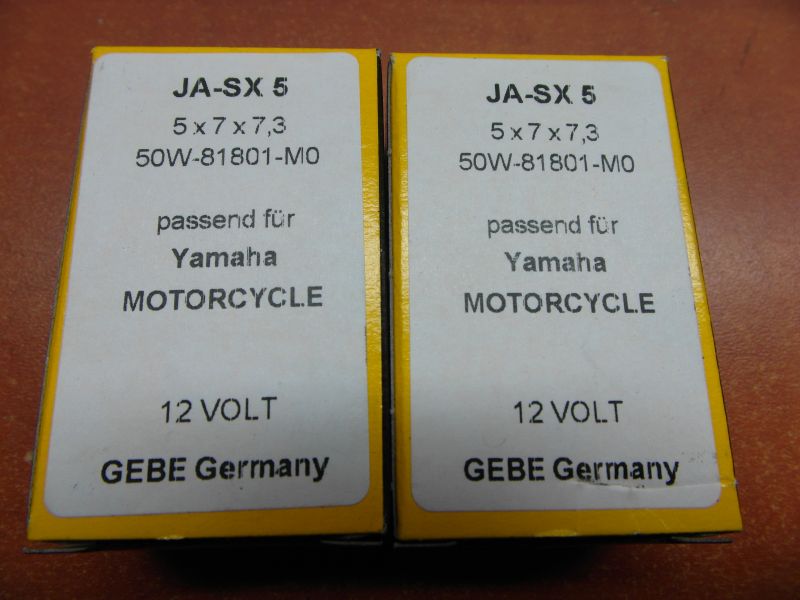 JA-SX 5
5 x 7 x 7,3
50W-81801-M0
passend für
Yamaha
MOTORCYCLE
12 VOLT
GEBE Germany
JA-SX 5
5 x 7 x 7,3
50W-81801-M0
passend für
Yamaha
MOTORCYCLE
12 VOLT
GEBE Germany